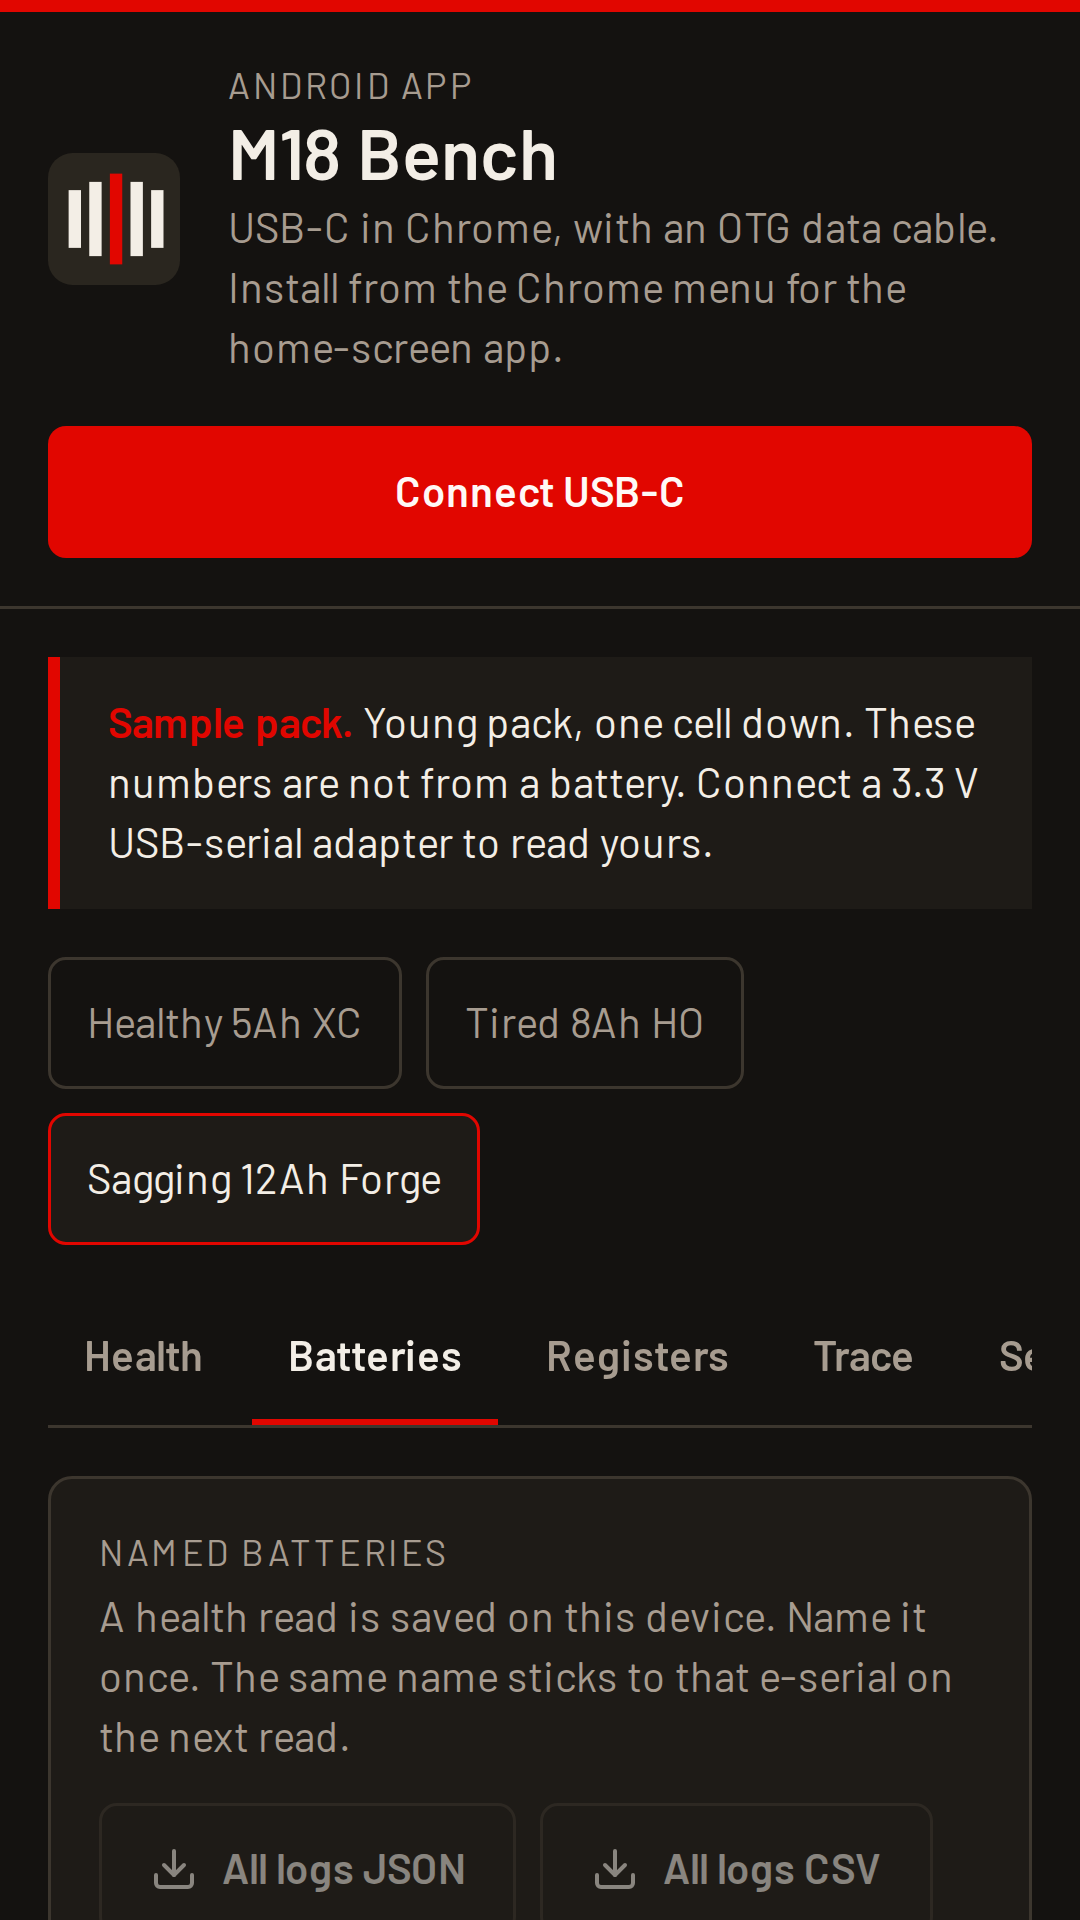 ANDROID APP
M18 Bench
USB-C in Chrome, with an OTG data cable.
Install from the Chrome menu for the
home-screen app.
Connect USB-C
Sample pack. Young pack, one cell down. These
numbers are not from a battery. Connect a 3.3 V
USB-serial adapter to read yours.
Healthy 5Ah XC
Tired 8Ah HO
Sagging 12Ah Forge
Health
Batteries
Registers
Trace
NAMED BATTERIES
A health read is saved on this device. Name it
once. The same name sticks to that e-serial on
the next read.
All logs JSON
All logs CSV